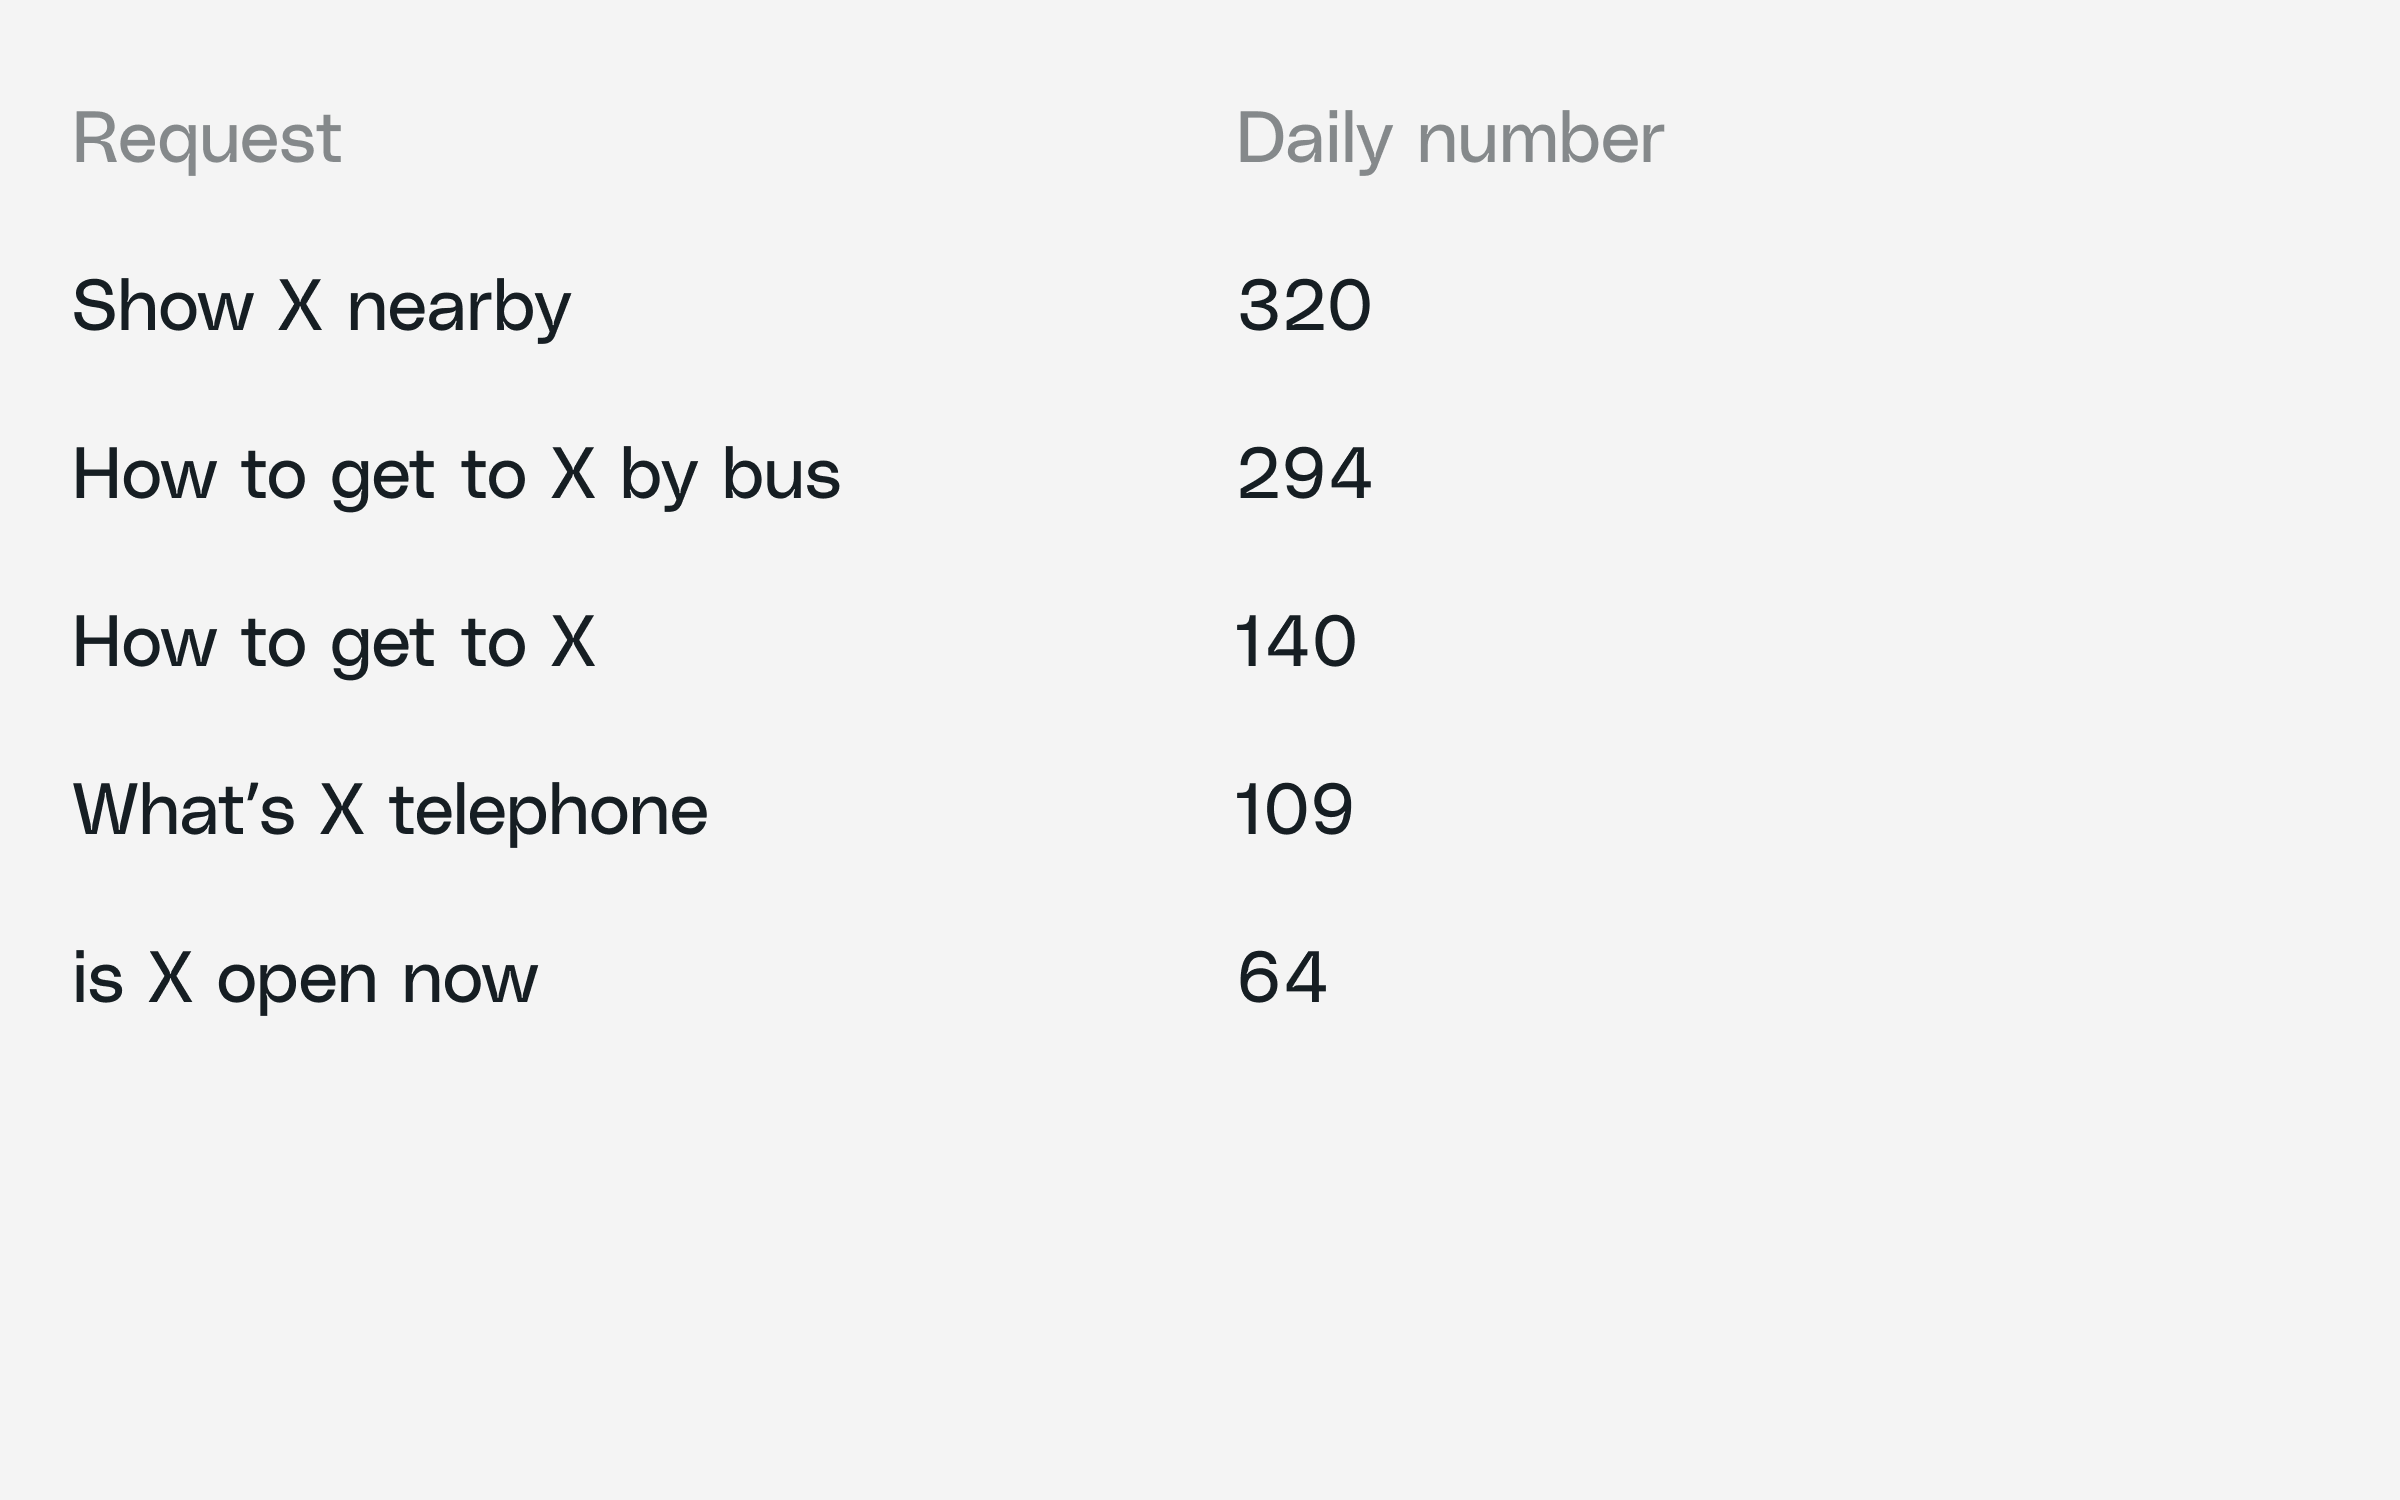 Request Daily number
Show X nearby 320
How to get to X by bus 294
How to get to X 140
What’s X telephone 109
is X open now 64